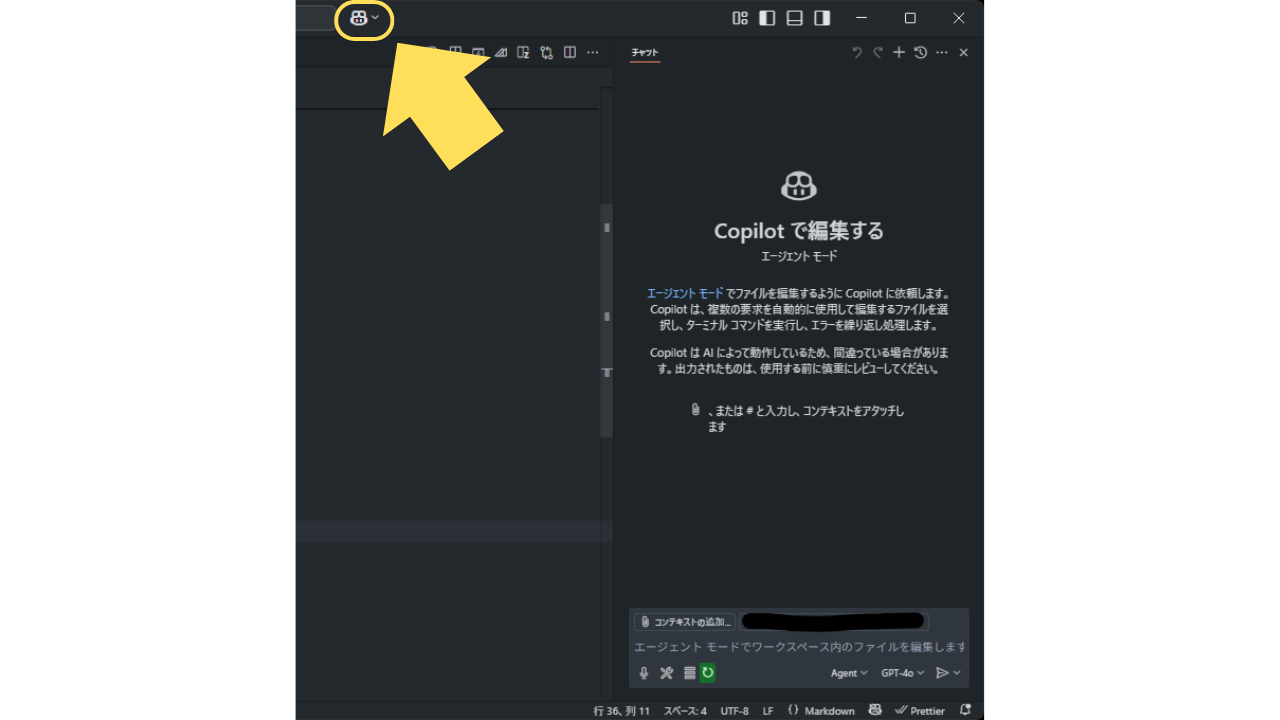 チャット
Copilot で編集する
エージェント モード
エージェント モード でファイルを編集するように Copilot に依頼します。
Copilot は、複数の要求を自動的に使用して編集するファイルを選
択し、ターミナル コマンドを実行し、エラーを繰り返し処理します。
Copilot は AI によって動作しているため、間違っている場合がありま
す。出力されたものは、使用する前に慎重にレビューしてください。
、または # と入力し、コンテキストをアタッチし
ます
コンテキストの追加...
エージェント モードでワークスペース内のファイルを編集します
Agent GPT-4o
行 36、列 11 スペース: 4 UTF-8 LF {} Markdown Prettier